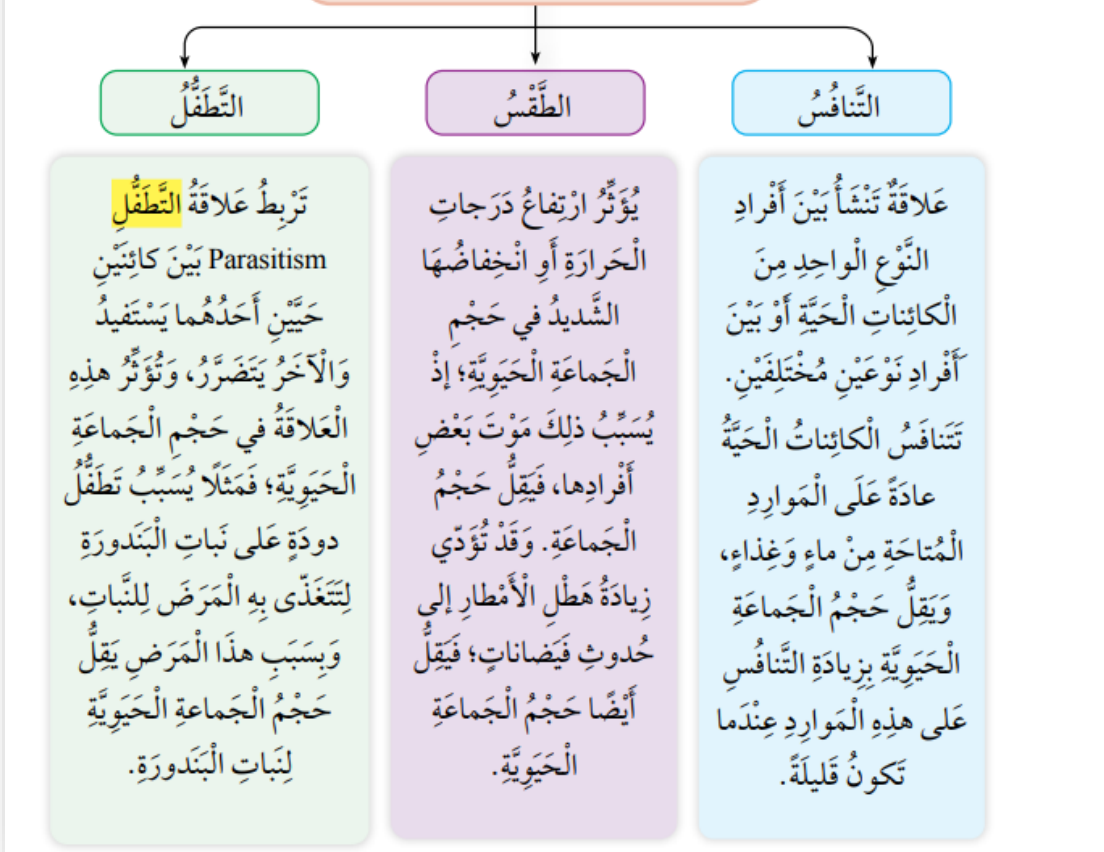 التَّنافُسُ
عَلاقَةٌ تَنْشَأُ بَيْنَ أَفْرادِ
النَّوْعِ الْواحِدِ مِنَ
الْكائِناتِ الْحَيَّةِ أَوْ بَيْنَ
أَفْرادِ نَوْعَيْنِ مُخْتَلِفَيْنِ.
تَتَنافَسُ الْكائِناتُ الْحَيَّةُ
عادَةً عَلَى الْمَوارِدِ
الْمُتاحَةِ مِنْ ماءٍ وَغِذاءٍ،
وَيَقِلُّ حَجْمُ الْجَماعَةِ
الْحَيَوِيَّةِ بِزِيادَةِ التَّنافُسِ
عَلى هذِهِ الْمَوارِدِ عِنْدَما
تَكونُ قَليلَةً.
الطَّقْسُ
يُؤَثِّرُ ارْتِفاعُ دَرَجاتِ
الْحَرارَةِ أَوِ انْخِفاضُهَا
الشَّديدُ في حَجْمِ
الْجَماعَةِ الْحَيَوِيَّةِ؛ إِذْ
يُسَبِّبُ ذلِكَ مَوْتَ بَعْضِ
أَفْرادِها، فَيَقِلُّ حَجْمُ
الْجَماعَةِ. وَقَدْ تُؤَدّي
زِيادَةُ هَطْلِ الْأَمْطارِ إِلى
حُدوثِ فَيَضاناتٍ؛ فَيَقِلُّ
أَيْضًا حَجْمُ الْجَماعَةِ
الْحَيَوِيَّةِ.
التَّطَفُّلُ
تَرْبِطُ عَلاقَةُ التَّطَفُّلِ
Parasitism بَيْنَ كائِنَيْنِ
حَيَّيْنِ أَحَدُهُما يَسْتَفيدُ
وَالْآخَرُ يَتَضَرَّرُ، وَتُؤَثِّرُ هذِهِ
الْعَلاقَةُ في حَجْمِ الْجَماعَةِ
الْحَيَوِيَّةِ؛ فَمَثَلًا يُسَبِّبُ تَطَفُّلُ
دودَةٍ عَلى نَباتِ الْبَنَدورَةِ
لِتَتَغَذّى بِهِ الْمَرَضَ لِلنَّباتِ،
وَبِسَبَبِ هذَا الْمَرَضِ يَقِلُّ
حَجْمُ الْجَماعةِ الْحَيَوِيَّةِ
لِنَباتِ الْبَنَدورَةِ.